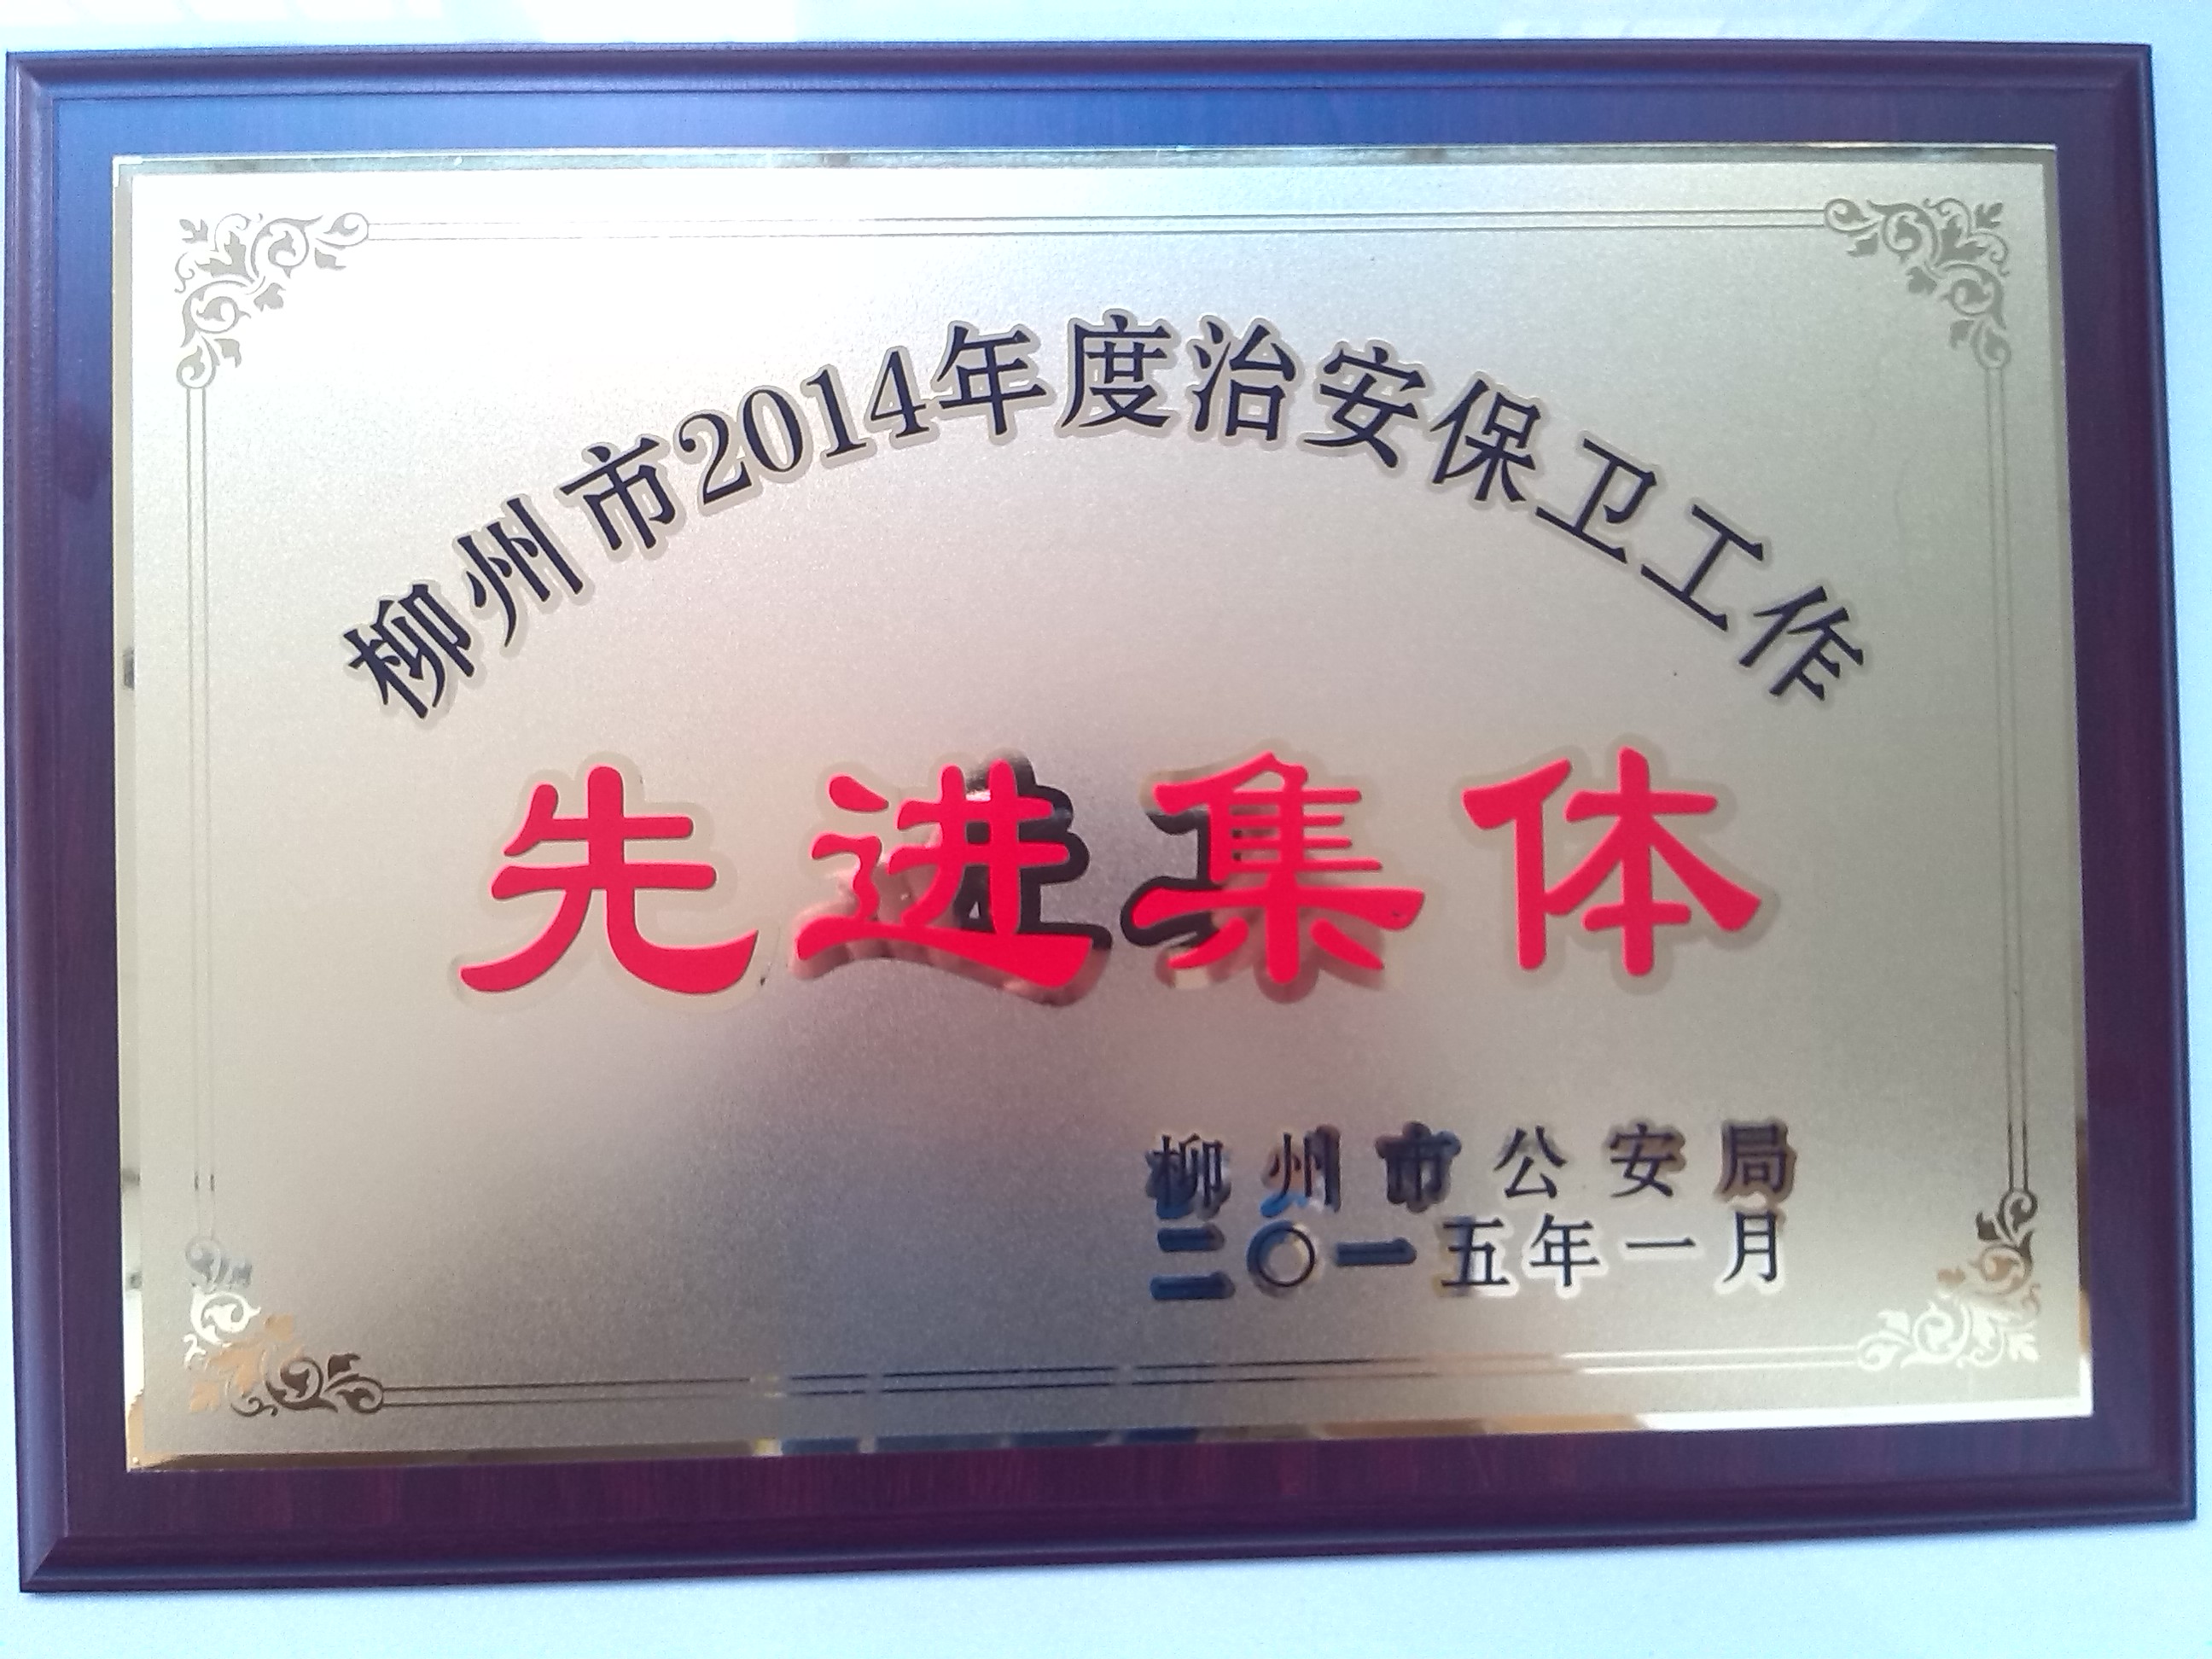 柳州市2014年度治安保卫工作
先进集体
柳州市公安局
二〇一五年一月